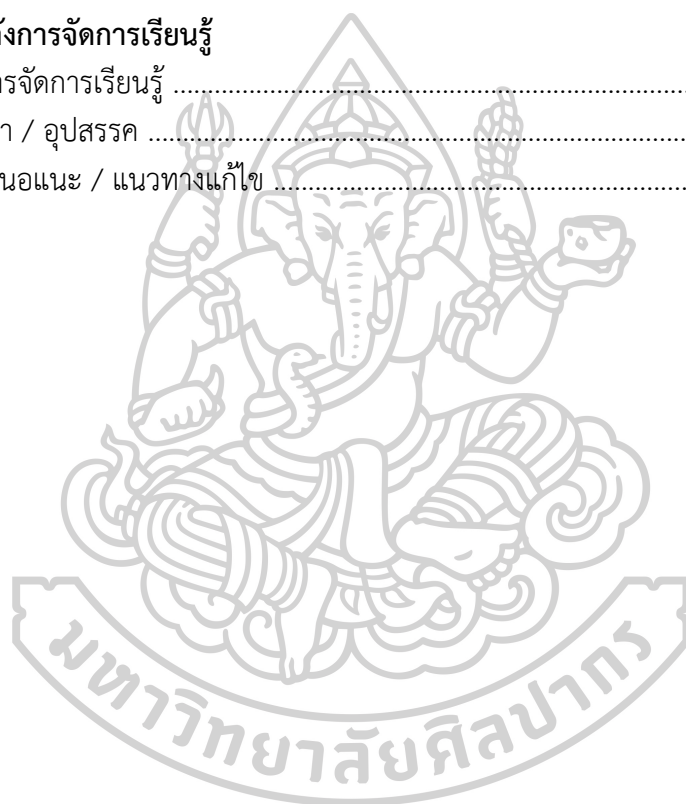 ังการจัดการเรียนรู้
ารจัดการเรียนรู้ ................................................................................
า / อุปสรรค ................................................................................
นอแนะ / แนวทางแก้ไข ................................................................
มหาวิทยาลัยศิลปากร